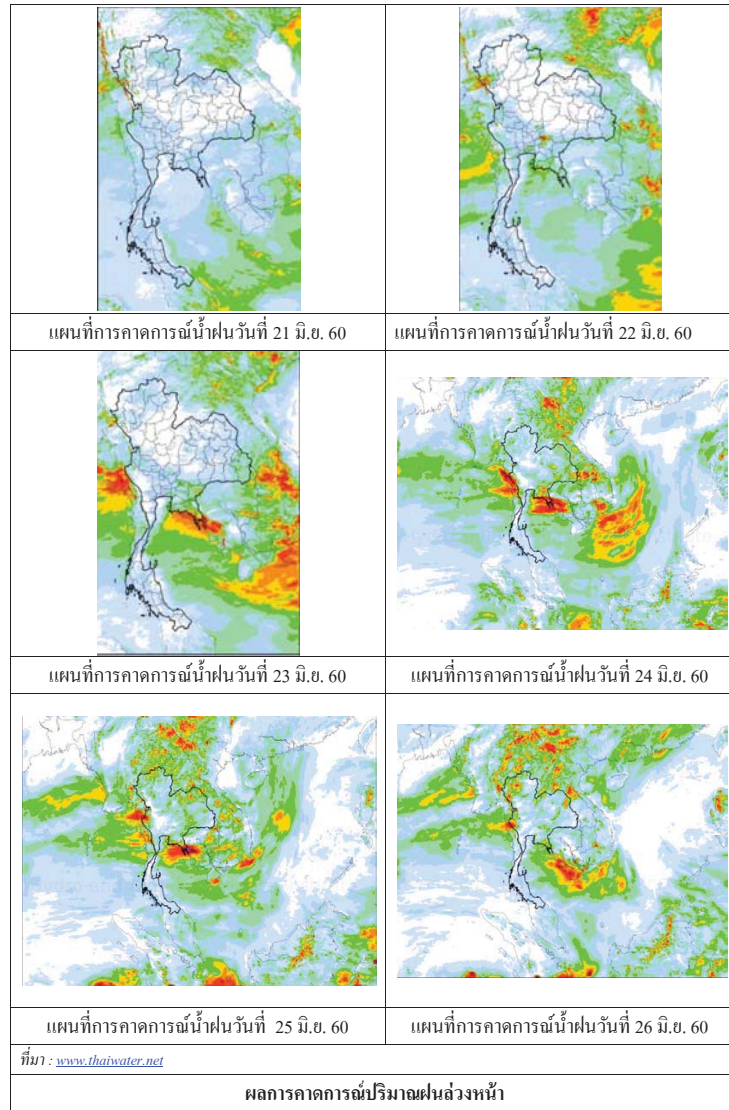 แผนที่การคาดการณ์น้ำฝนวันที่ 21 มิ.ย. 60
แผนที่การคาดการณ์น้ำฝนวันที่ 22 มิ.ย. 60
แผนที่การคาดการณ์น้ำฝนวันที่ 23 มิ.ย. 60
แผนที่การคาดการณ์น้ำฝนวันที่ 24 มิ.ย. 60
แผนที่การคาดการณ์น้ำฝนวันที่ 25 มิ.ย. 60
แผนที่การคาดการณ์น้ำฝนวันที่ 26 มิ.ย. 60
ที่มา : www.thaiwater.net
ผลการคาดการณ์ปริมาณฝนล่วงหน้า